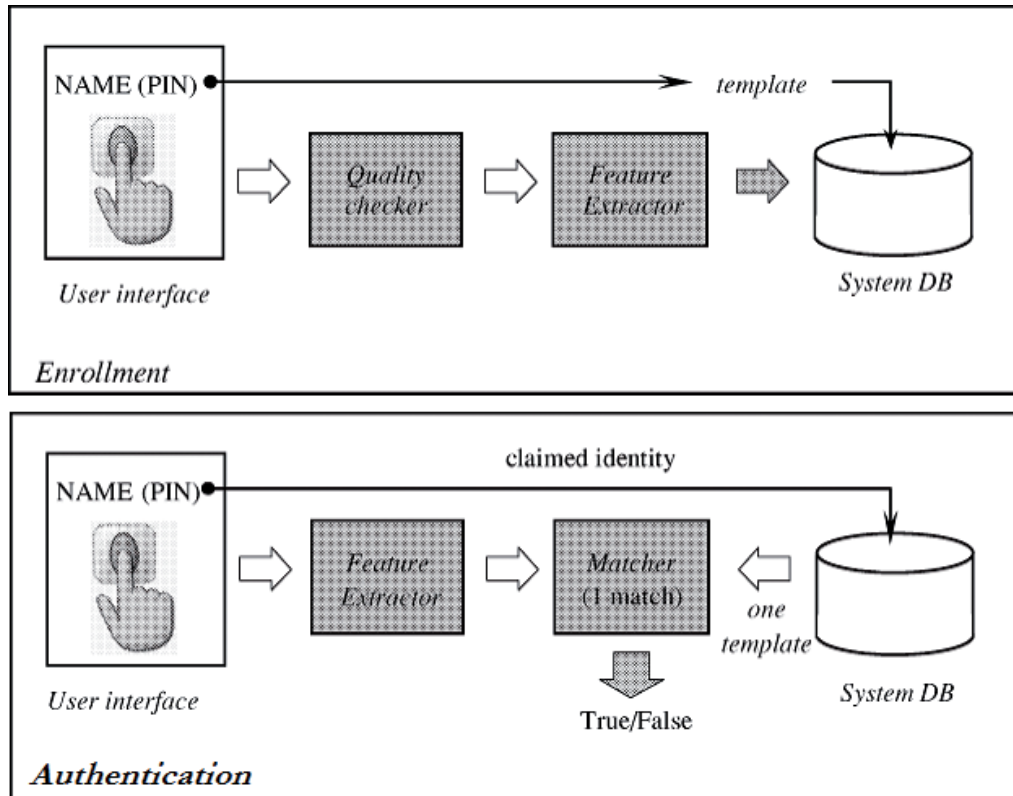 NAME (PIN)
template
Quality
checker
Feature
Extractor
User interface
System DB
Enrollment
claimed identity
NAME (PIN)
Feature
Extractor
Matcher
(1 match)
one
template
User interface
System DB
True/False
Authentication